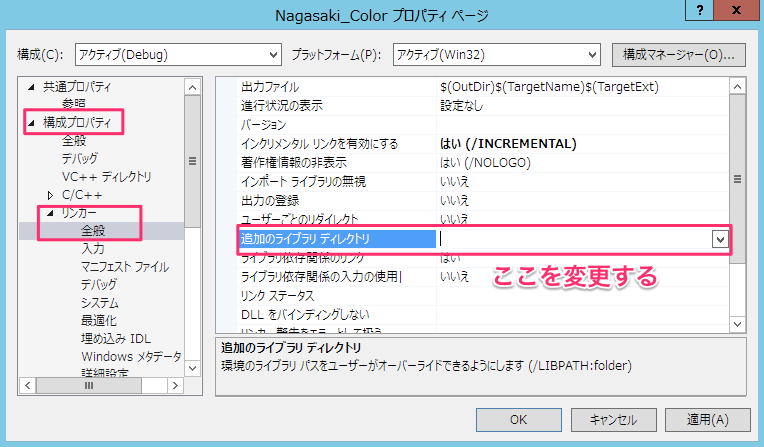 Nagasaki_Color プロパティ ページ
?
構成(C): アクティブ(Debug) プラットフォーム(P): アクティブ(Win32) 構成マネージャー(O)...
共通プロパティ
参照
構成プロパティ
全般
デバッグ
VC++ ディレクトリ
C/C++
リンカー
全般
入力
マニフェスト ファイル
デバッグ
システム
最適化
埋め込み IDL
Windows メタデータ
詳細設定
出力ファイル $(OutDir)$(TargetName)$(TargetExt)
進行状況の表示 設定なし
バージョン
インクリメンタル リンクを有効にする はい (/INCREMENTAL)
著作権情報の非表示 はい (/NOLOGO)
インポート ライブラリの無視 いいえ
出力の登録 いいえ
ユーザーごとのリダイレクト いいえ
追加のライブラリ ディレクトリ
ライブラリ依存関係のリンク はい
ライブラリ依存関係の入力の使用 いいえ
リンク ステータス
DLL をバインディングしない
リンカー警告をエラーとして扱う
ここを変更する
追加のライブラリ ディレクトリ
環境のライブラリ パスをユーザーがオーバーライドできるようにします (/LIBPATH:folder)
OK キャンセル 適用(A)